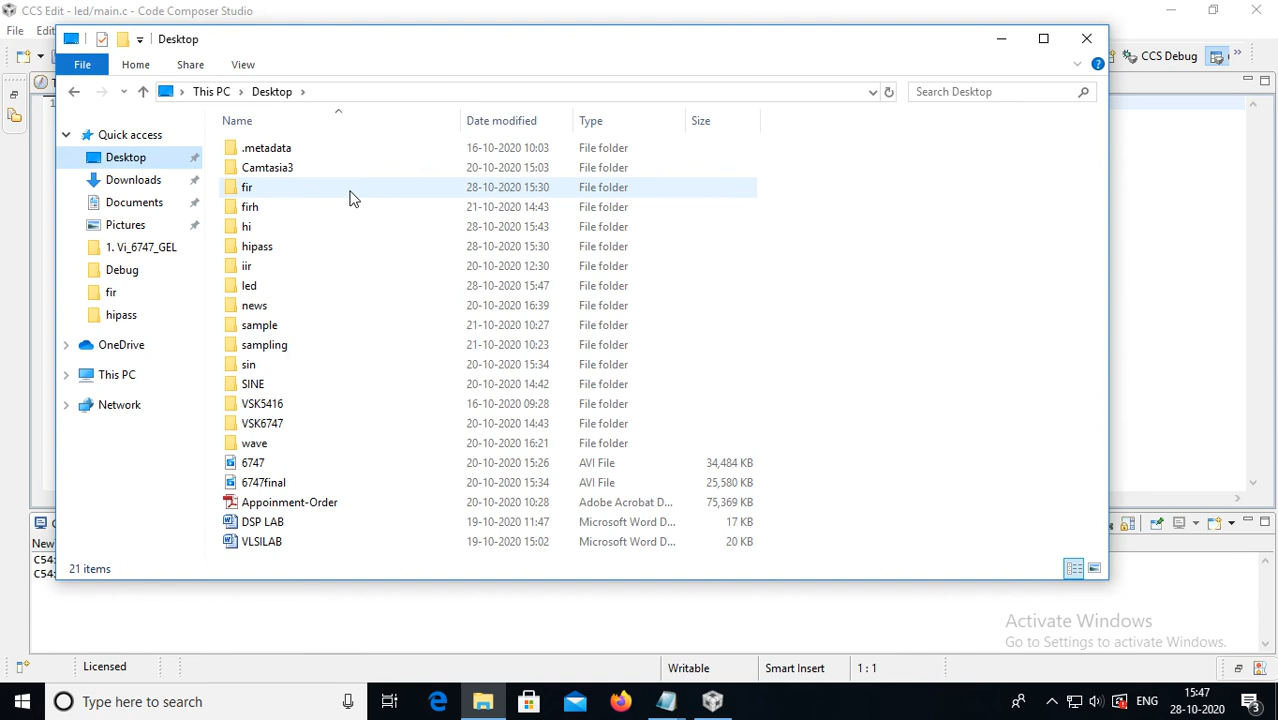 CCS Edit - led/main.c - Code Composer Studio
File Edi
Desktop
File Home Share View
CCS Debug
This PC Desktop
Search Desktop
Name Date modified Type Size
Quick access
Desktop
Downloads
Documents
Pictures
1. Vi_6747_GEL
Debug
fir
hipass
OneDrive
This PC
Network
.metadata 16-10-2020 10:03 File folder
Camtasia3 20-10-2020 15:03 File folder
fir 28-10-2020 15:30 File folder
firh 21-10-2020 14:43 File folder
hi 28-10-2020 15:43 File folder
hipass 28-10-2020 15:30 File folder
iir 20-10-2020 12:30 File folder
led 28-10-2020 15:47 File folder
news 20-10-2020 16:39 File folder
sample 21-10-2020 10:27 File folder
sampling 21-10-2020 10:23 File folder
sin 20-10-2020 15:34 File folder
SINE 20-10-2020 14:42 File folder
VSK5416 16-10-2020 09:28 File folder
VSK6747 20-10-2020 14:43 File folder
wave 20-10-2020 16:21 File folder
6747 20-10-2020 15:26 AVI File 34,484 KB
6747final 20-10-2020 15:34 AVI File 25,580 KB
Appoinment-Order 20-10-2020 10:28 Adobe Acrobat D... 75,369 KB
DSP LAB 19-10-2020 11:47 Microsoft Word D... 17 KB
VLSILAB 19-10-2020 15:02 Microsoft Word D... 20 KB
21 items
New
C54:
C54:
Activate Windows
Go to Settings to activate Windows.
Licensed Writable Smart Insert 1 : 1
Type here to search
ENG
15:47
28-10-2020
3